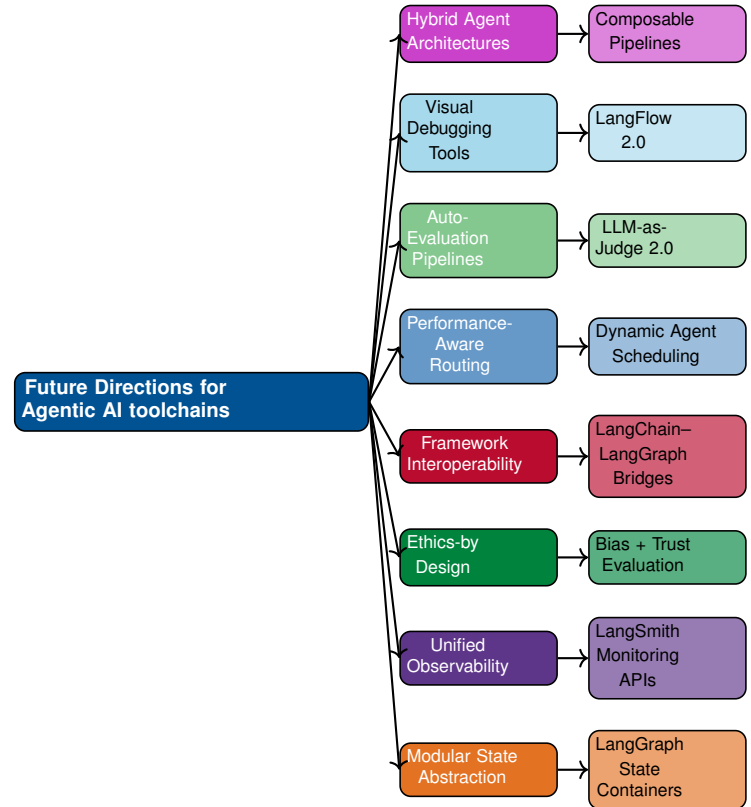 Hybrid Agent
Architectures
Composable
Pipelines
Visual
Debugging
Tools
LangFlow
2.0
Auto-
Evaluation
Pipelines
LLM-as-
Judge 2.0
Performance-
Aware
Routing
Dynamic Agent
Scheduling
Future Directions for
Agentic AI toolchains
Framework
Interoperability
LangChain–
LangGraph
Bridges
Ethics-by
Design
Bias + Trust
Evaluation
Unified
Observability
LangSmith
Monitoring
APIs
Modular State
Abstraction
LangGraph
State
Containers